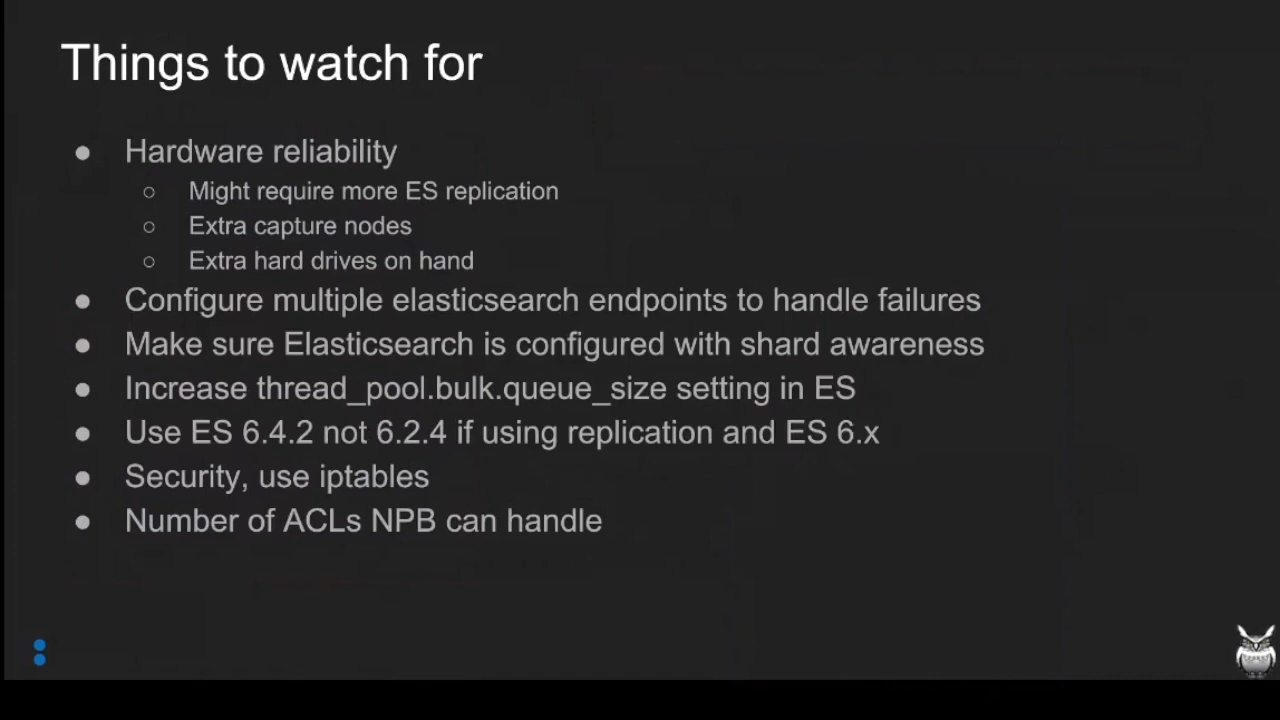 Things to watch for
● Hardware reliability
○ Might require more ES replication
○ Extra capture nodes
○ Extra hard drives on hand
● Configure multiple elasticsearch endpoints to handle failures
● Make sure Elasticsearch is configured with shard awareness
● Increase thread_pool.bulk.queue_size setting in ES
● Use ES 6.4.2 not 6.2.4 if using replication and ES 6.x
● Security, use iptables
● Number of ACLs NPB can handle